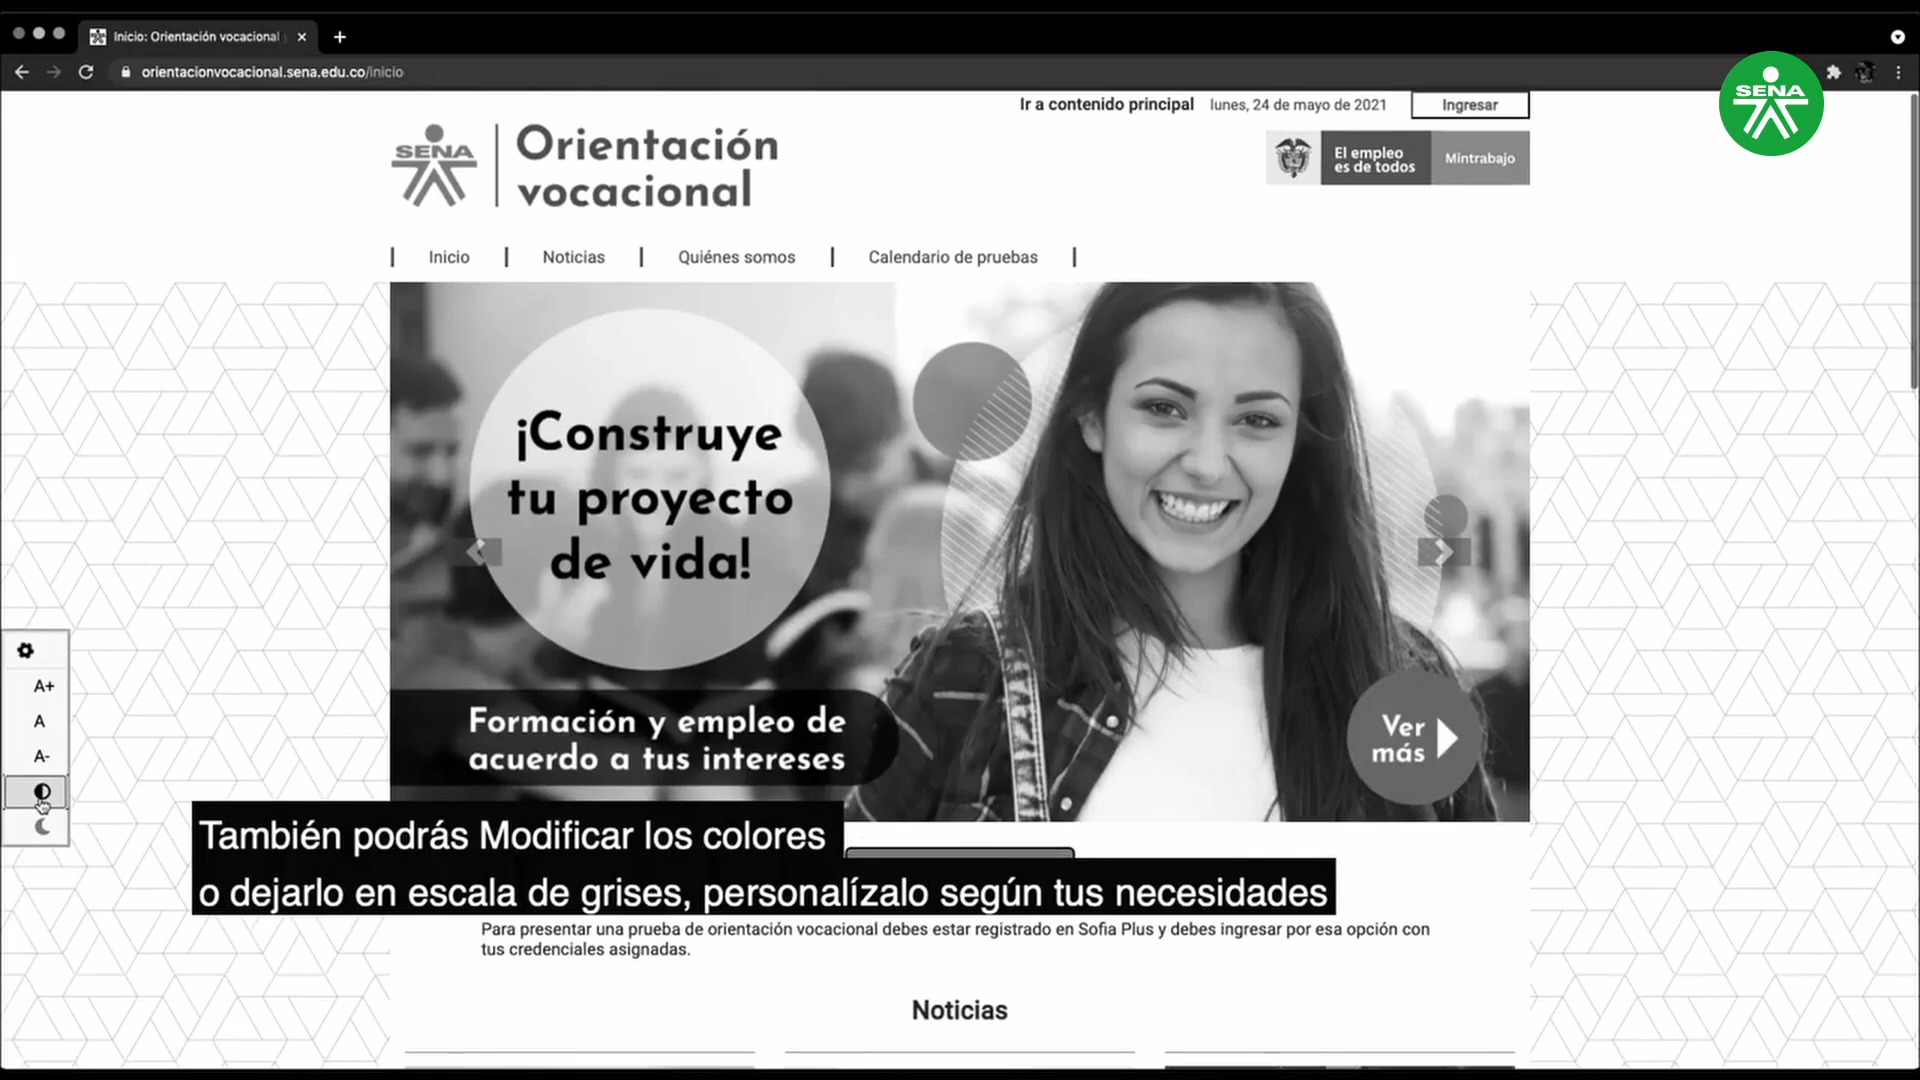 Inicio: Orientación vocacional
orientacionvocacional.sena.edu.co/inicio
SENA
Ir a contenido principal
lunes, 24 de mayo de 2021
Ingresar
SENA
Orientación
vocacional
El empleo
es de todos
Mintrabajo
Inicio
Noticias
Quiénes somos
Calendario de pruebas
¡Construye
tu proyecto
de vida!
Formación y empleo de
acuerdo a tus intereses
Ver
más
A+
A
A-
También podrás Modificar los colores
o dejarlo en escala de grises, personalízalo según tus necesidades
Para presentar una prueba de orientación vocacional debes estar registrado en Sofia Plus y debes ingresar por esa opción con
tus credenciales asignadas.
Noticias